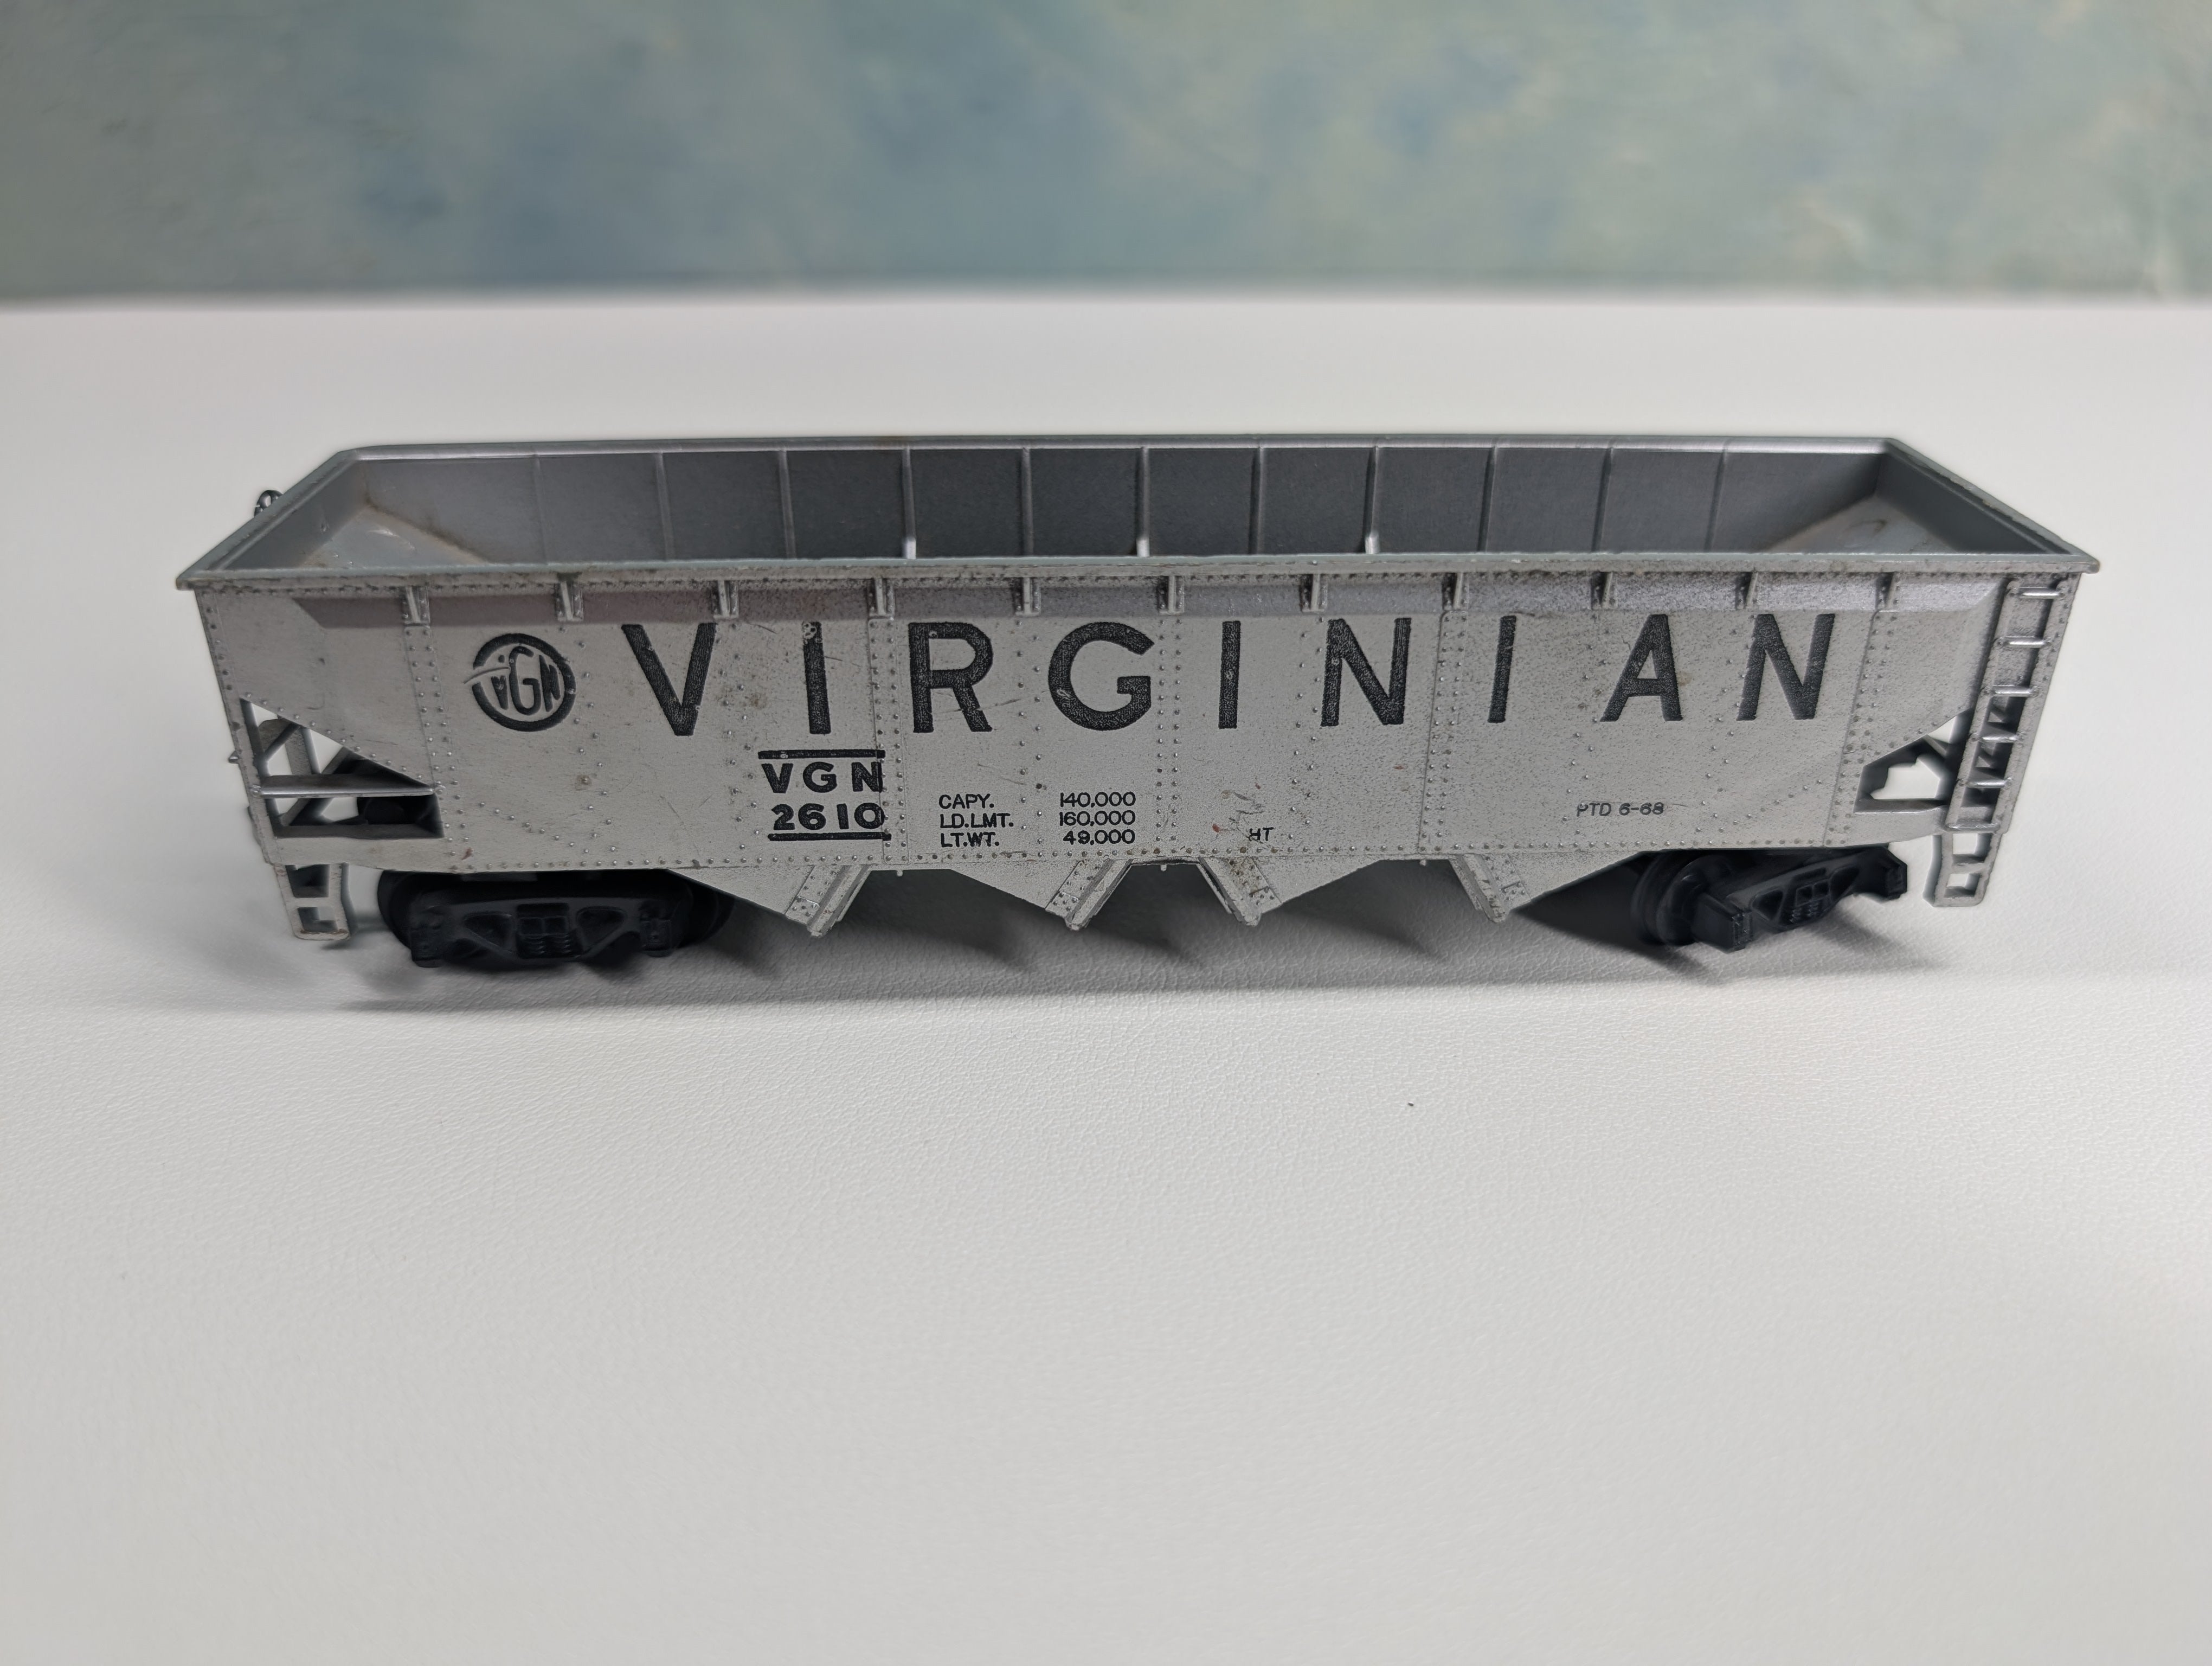 VGN VIRGINIAN
VGN
2610
CAPY. 140,000
LD.LMT. 160,000
LT.WT. 49,000
HT
PTD 6-68